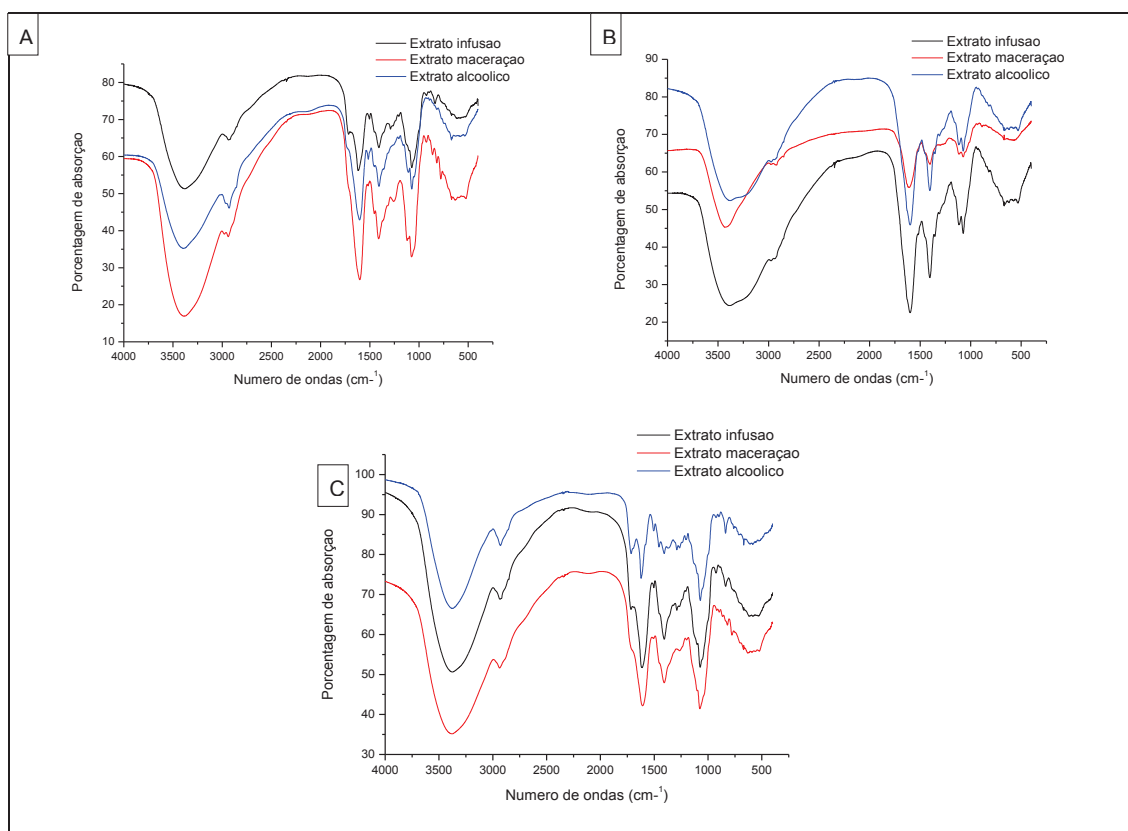 A
Extrato infusao
Extrato maceraçao
Extrato alcoolico
Porcentagem de absorçao
80
70
60
50
40
30
20
10
4000 3500 3000 2500 2000 1500 1000 500
Numero de ondas (cm-¹)
B
Extrato infusao
Extrato maceraçao
Extrato alcoolico
Porcentagem de absorçao
90
80
70
60
50
40
30
20
4000 3500 3000 2500 2000 1500 1000 500
Numero de ondas (cm-¹)
C
Extrato infusao
Extrato maceraçao
Extrato alcoolico
Porcentagem de absorçao
100
90
80
70
60
50
40
30
4000 3500 3000 2500 2000 1500 1000 500
Numero de ondas (cm-¹)